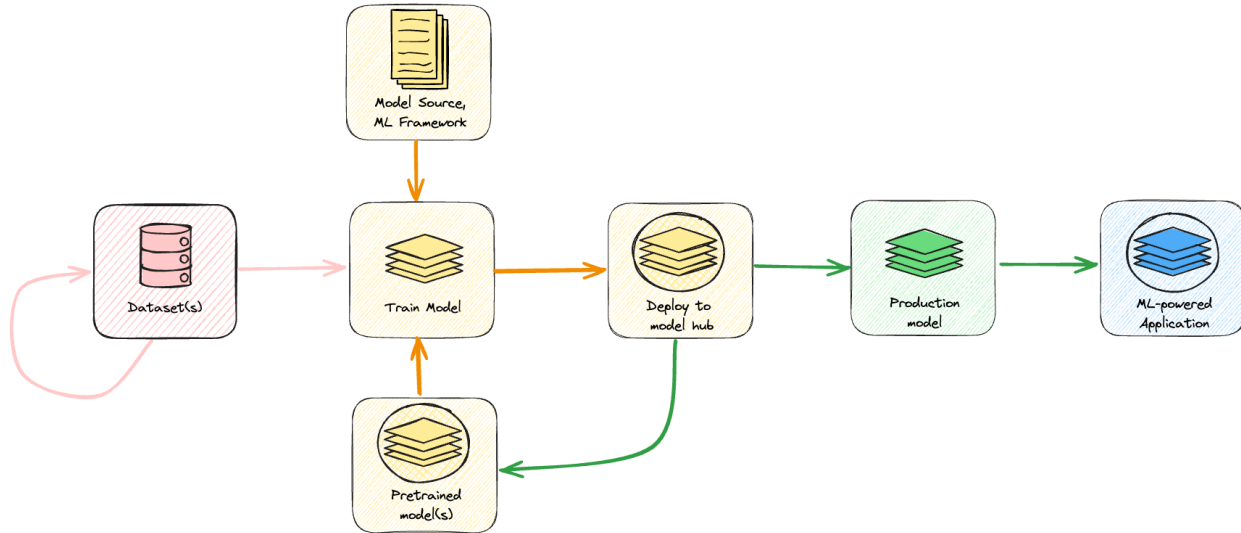 Model Source,
ML Framework
Dataset(s)
Train Model
Deploy to
model hub
Production
model
ML-powered
Application
Pretrained
model(s)